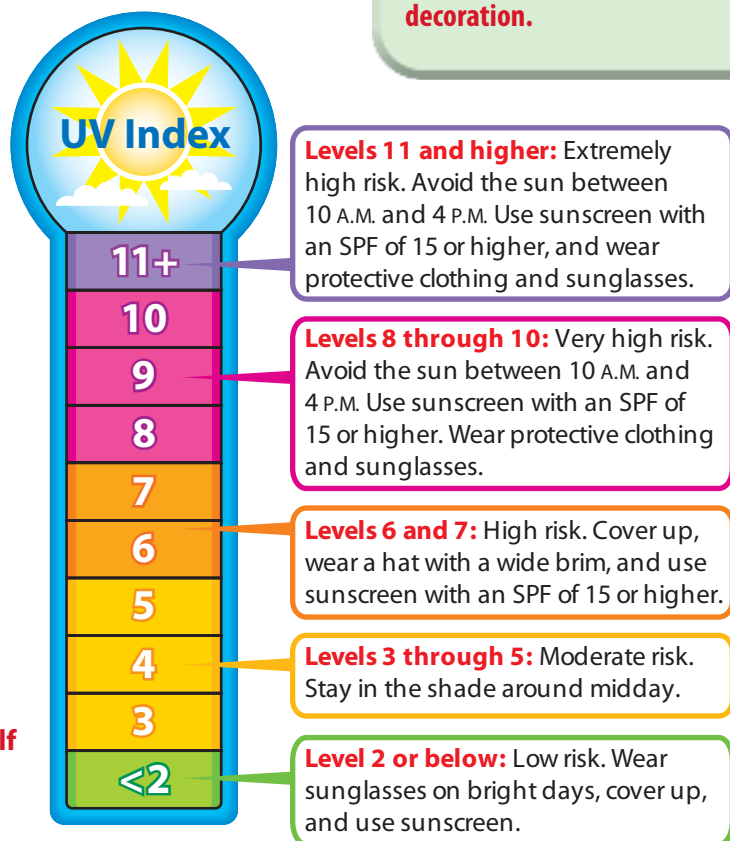 decoration.
UV Index
Levels 11 and higher: Extremely
high risk. Avoid the sun between
10 A.M. and 4 P.M. Use sunscreen with
an SPF of 15 or higher, and wear
protective clothing and sunglasses.
11+
10
Levels 8 through 10: Very high risk.
Avoid the sun between 10 A.M. and
4 P.M. Use sunscreen with an SPF of
15 or higher. Wear protective clothing
and sunglasses.
9
8
7
Levels 6 and 7: High risk. Cover up,
wear a hat with a wide brim, and use
sunscreen with an SPF of 15 or higher.
6
5
Levels 3 through 5: Moderate risk.
Stay in the shade around midday.
4
3
lf
Level 2 or below: Low risk. Wear
sunglasses on bright days, cover up,
and use sunscreen.
<2